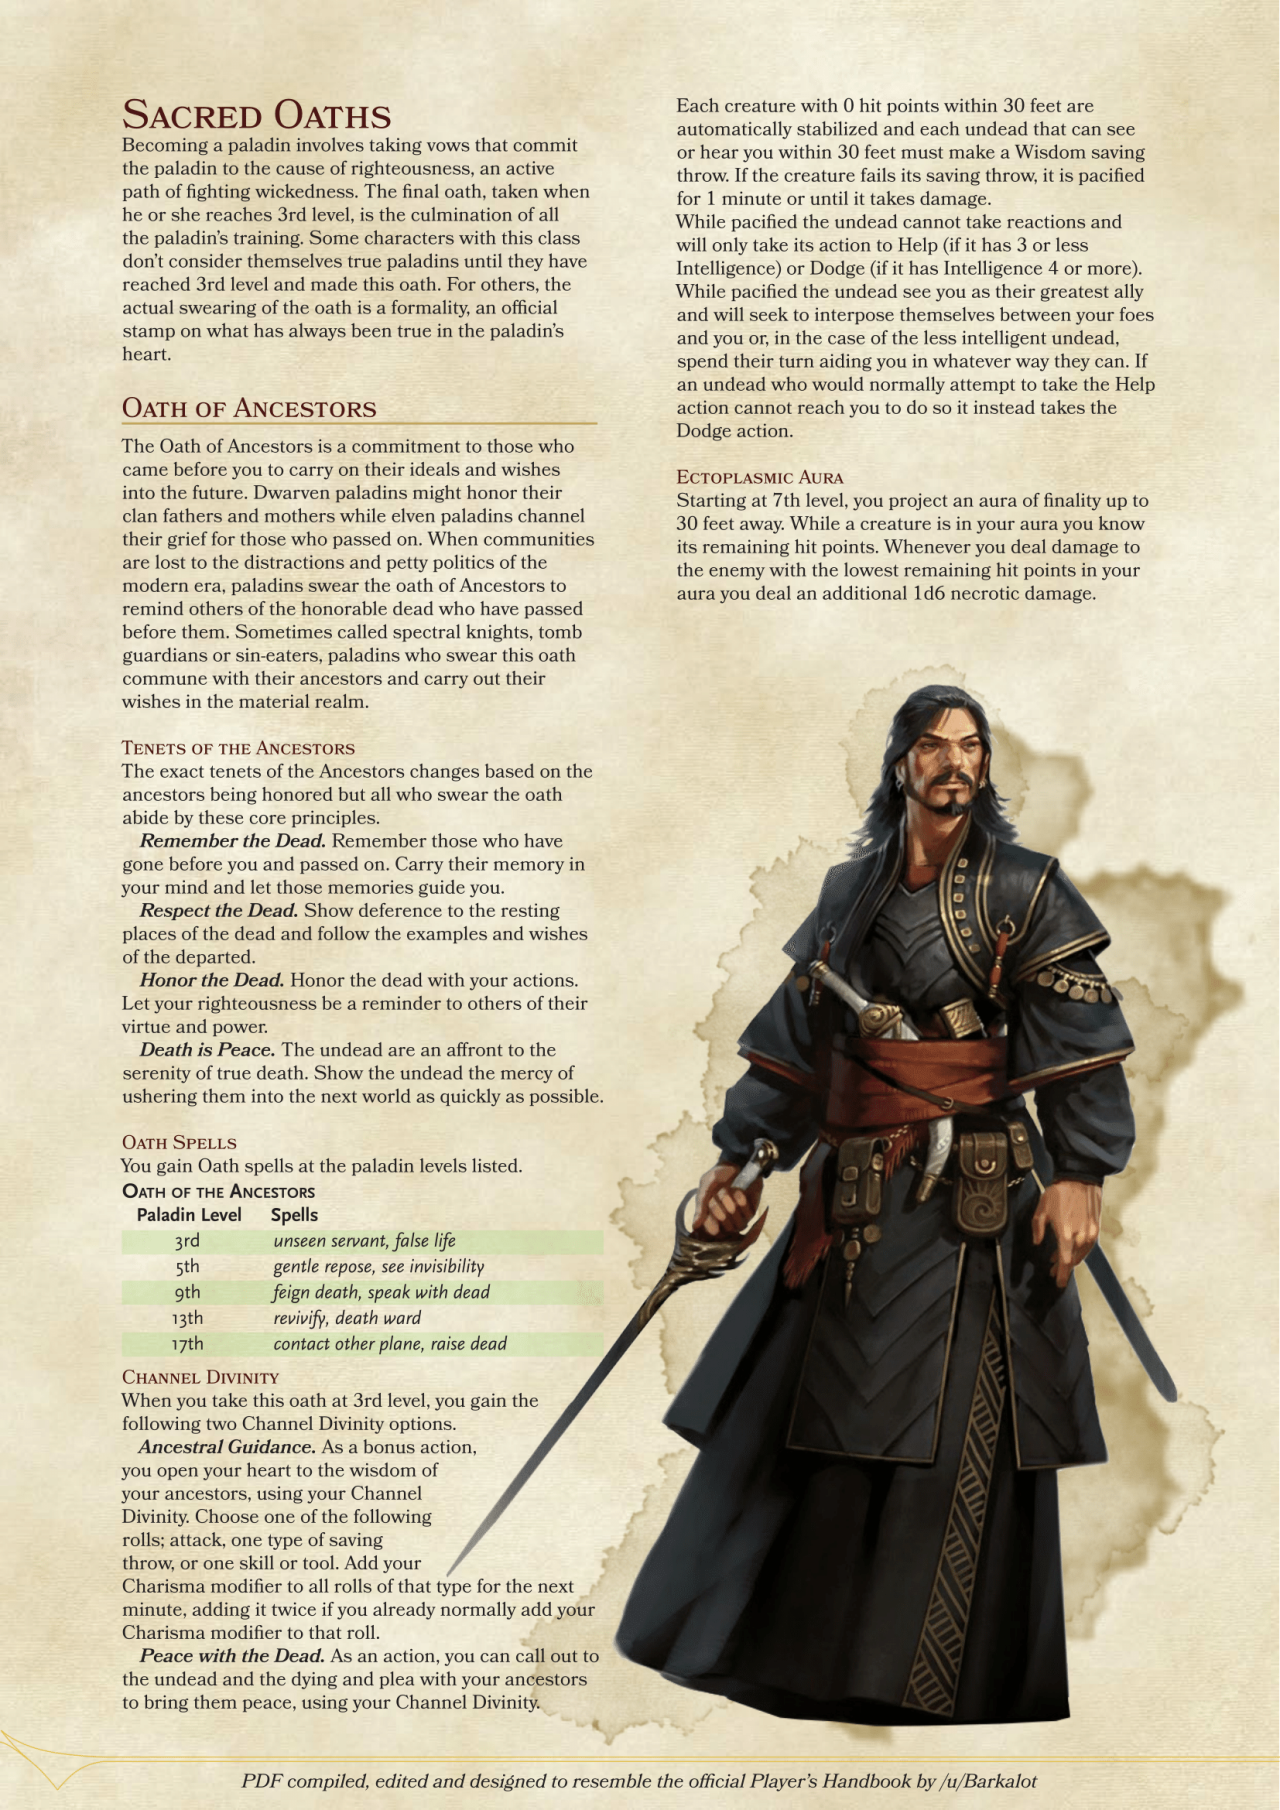 Sacred Oaths
Becoming a paladin involves taking vows that commit
the paladin to the cause of righteousness, an active
path of fighting wickedness. The final oath, taken when
he or she reaches 3rd level, is the culmination of all
the paladin's training. Some characters with this class
don't consider themselves true paladins until they have
reached 3rd level and made this oath. For others, the
actual swearing of the oath is a formality, an official
stamp on what has always been true in the paladin's
heart.
Oath of Ancestors
The Oath of Ancestors is a commitment to those who
came before you to carry on their ideals and wishes
into the future. Dwarven paladins might honor their
clan fathers and mothers while elven paladins channel
their grief for those who passed on. When communities
are lost to the distractions and petty politics of the
modern era, paladins swear the oath of Ancestors to
remind others of the honorable dead who have passed
before them. Sometimes called spectral knights, tomb
guardians or sin-eaters, paladins who swear this oath
commune with their ancestors and carry out their
wishes in the material realm.
Tenets of the Ancestors
The exact tenets of the Ancestors changes based on the
ancestors being honored but all who swear the oath
abide by these core principles.
Remember the Dead. Remember those who have
gone before you and passed on. Carry their memory in
your mind and let those memories guide you.
Respect the Dead. Show deference to the resting
places of the dead and follow the examples and wishes
of the departed.
Honor the Dead. Honor the dead with your actions.
Let your righteousness be a reminder to others of their
virtue and power.
Death is Peace. The undead are an affront to the
serenity of true death. Show the undead the mercy of
ushering them into the next world as quickly as possible.
Oath Spells
You gain Oath spells at the paladin levels listed.
Oath of the Ancestors
Paladin Level Spells
3rd unseen servant, false life
5th gentle repose, see invisibility
9th feign death, speak with dead
13th revivify, death ward
17th contact other plane, raise dead
Channel Divinity
When you take this oath at 3rd level, you gain the
following two Channel Divinity options.
Ancestral Guidance. As a bonus action,
you open your heart to the wisdom of
your ancestors, using your Channel
Divinity. Choose one of the following
rolls; attack, one type of saving
throw, or one skill or tool. Add your
Charisma modifier to all rolls of that type for the next
minute, adding it twice if you already normally add your
Charisma modifier to that roll.
Peace with the Dead. As an action, you can call out to
the undead and the dying and plea with your ancestors
to bring them peace, using your Channel Divinity.
Each creature with 0 hit points within 30 feet are
automatically stabilized and each undead that can see
or hear you within 30 feet must make a Wisdom saving
throw. If the creature fails its saving throw, it is pacified
for 1 minute or until it takes damage.
While pacified the undead cannot take reactions and
will only take its action to Help (if it has 3 or less
Intelligence) or Dodge (if it has Intelligence 4 or more).
While pacified the undead see you as their greatest ally
and will seek to interpose themselves between your foes
and you or, in the case of the less intelligent undead,
spend their turn aiding you in whatever way they can. If
an undead who would normally attempt to take the Help
action cannot reach you to do so it instead takes the
Dodge action.
Ectoplasmic Aura
Starting at 7th level, you project an aura of finality up to
30 feet away. While a creature is in your aura you know
its remaining hit points. Whenever you deal damage to
the enemy with the lowest remaining hit points in your
aura you deal an additional 1d6 necrotic damage.
PDF compiled, edited and designed to resemble the official Player's Handbook by /u/Barkalot